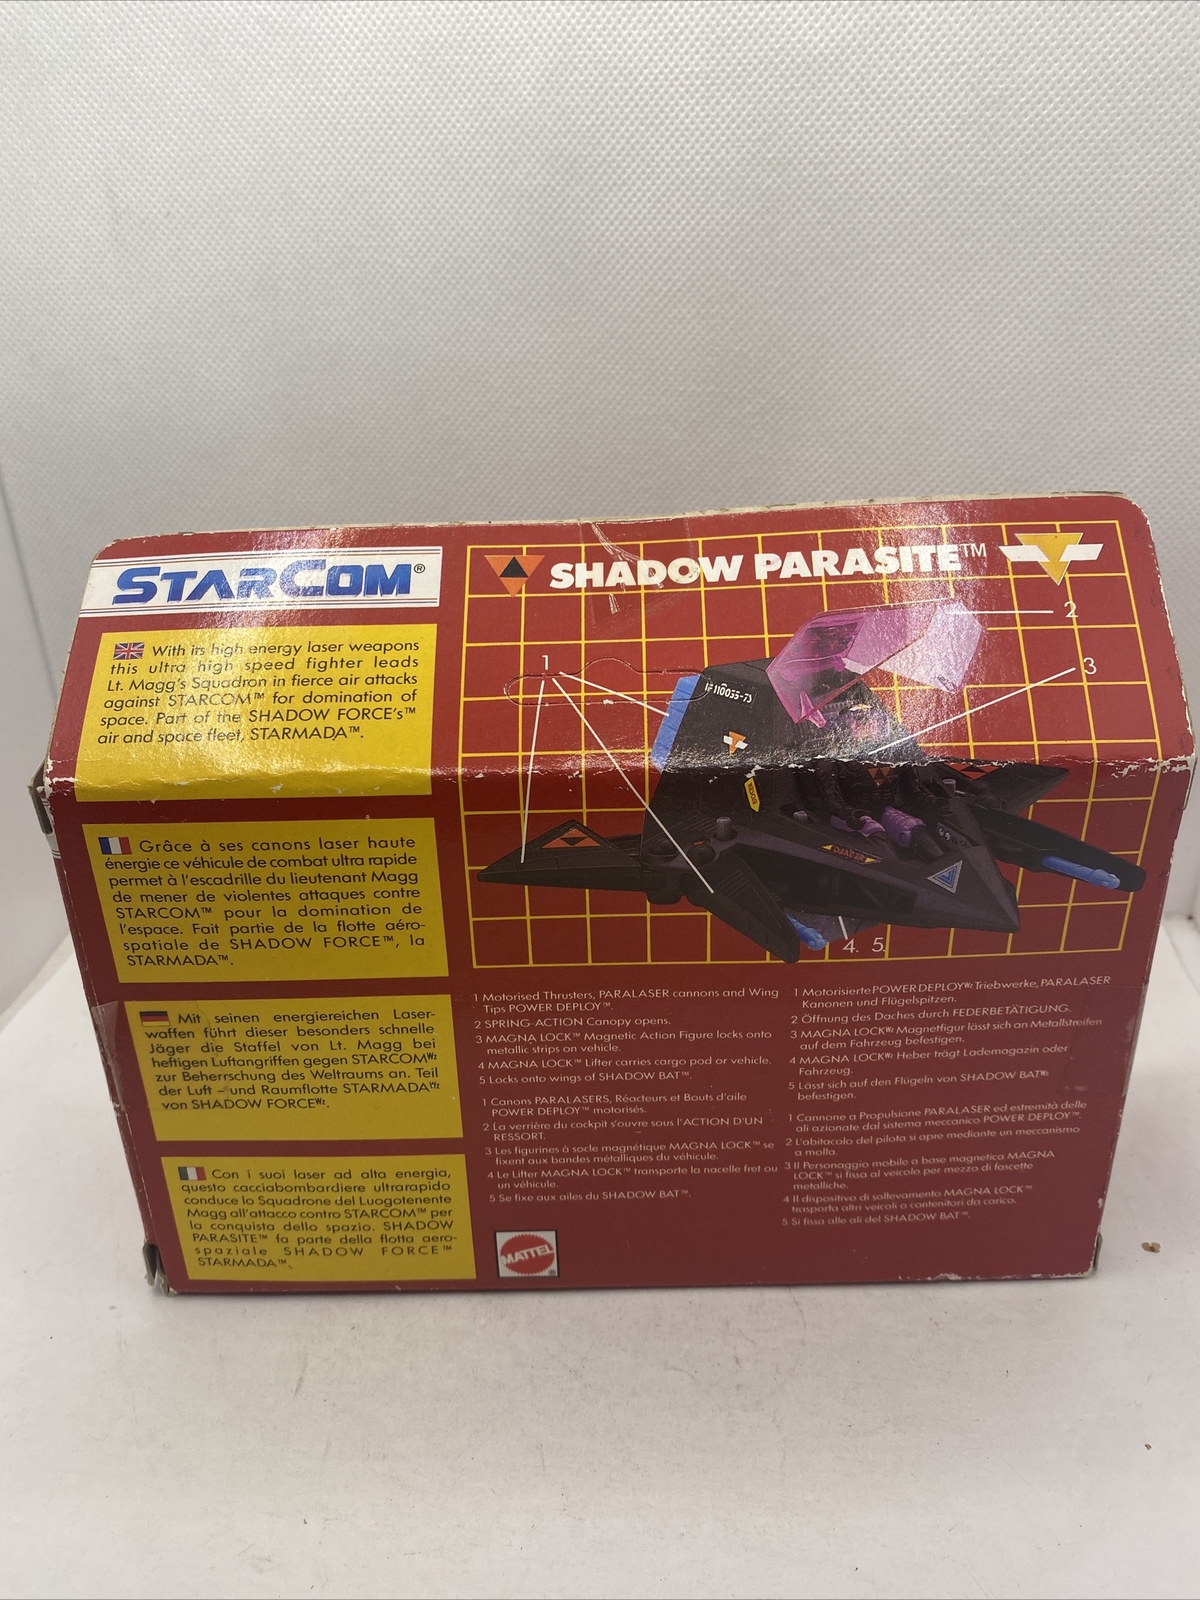 STARCOM®
SHADOW PARASITE™
With its high energy laser weapons
this ultra high speed fighter leads
Lt. Magg's Squadron in fierce air attacks
against STARCOM™ for domination of
space. Part of the SHADOW FORCE's™
air and space fleet, STARMADA™.
Grâce à ses canons laser haute
énergie ce véhicule de combat ultra rapide
permet à l'escadrille du lieutenant Magg
de mener de violentes attaques contre
STARCOM™ pour la domination de
l'espace. Fait partie de la flotte aéro-
spatiale de SHADOW FORCE™, la
STARMADA™.
Mit seinen energiereichen Laser-
waffen führt dieser besonders schnelle
Jäger die Staffel von Lt. Magg bei
heftigen Luftangriffen gegen STARCOMWz
zur Beherrschung des Weltraums an. Teil
der Luft – und Raumflotte STARMADAWz
von SHADOW FORCEWz.
Con i suoi laser ad alta energia,
questo cacciabombardiere ultrarapido
conduce lo Squadrone del Luogotenente
Magg all'attacco contro STARCOM™ per
la conquista dello spazio. SHADOW
PARASITE™ fa parte della flotta aero-
spaziale SHADOW FORCE™
STARMADA™.
1
2
3
4. 5.
110035-73
1 Motorised Thrusters, PARALASER cannons and Wing
Tips POWER DEPLOY™.
2 SPRING-ACTION Canopy opens.
3 MAGNA LOCK™ Magnetic Action Figure locks onto
metallic strips on vehicle.
4 MAGNA LOCK™ Lifter carries cargo pod or vehicle.
5 Locks onto wings of SHADOW BAT™.
1 Canons PARALASERS, Réacteurs et Bouts d'aile
POWER DEPLOY™ motorisés.
2 La verrière du cockpit s'ouvre sous l'ACTION D'UN
RESSORT.
3 Les figurines à socle magnétique MAGNA LOCK™ se
fixent aux bandes métalliques du véhicule.
4 Le Lifter MAGNA LOCK™ transporte la nacelle fret ou
un véhicule.
5 Se fixe aux ailes du SHADOW BAT™.
1 Motorisierte POWER DEPLOYWz Triebwerke, PARALASER
Kanonen und Flügelspitzen.
2 Öffnung des Daches durch FEDERBETÄTIGUNG.
3 MAGNA LOCKWz Magnetfigur lässt sich an Metallstreifen
auf dem Fahrzeug befestigen.
4 MAGNA LOCKWz Heber trägt Lademagazin oder
Fahrzeug.
5 Lässt sich auf den Flügeln von SHADOW BATWz
befestigen.
1 Cannone a Propulsione PARALASER ed estremità delle
ali azionate dal sistema meccanico POWER DEPLOY™.
2 L'abitacolo del pilota si apre mediante un meccanismo
a molla.
3 Il Personaggio mobile a base magnetica MAGNA
LOCK™ si fissa al veicolo per mezzo di fascette
metalliche.
4 Il dispositivo di sollevamento MAGNA LOCK™
trasporta altri veicoli o contenitori da carico.
5 Si fissa alle ali del SHADOW BAT™.
MATTEL®